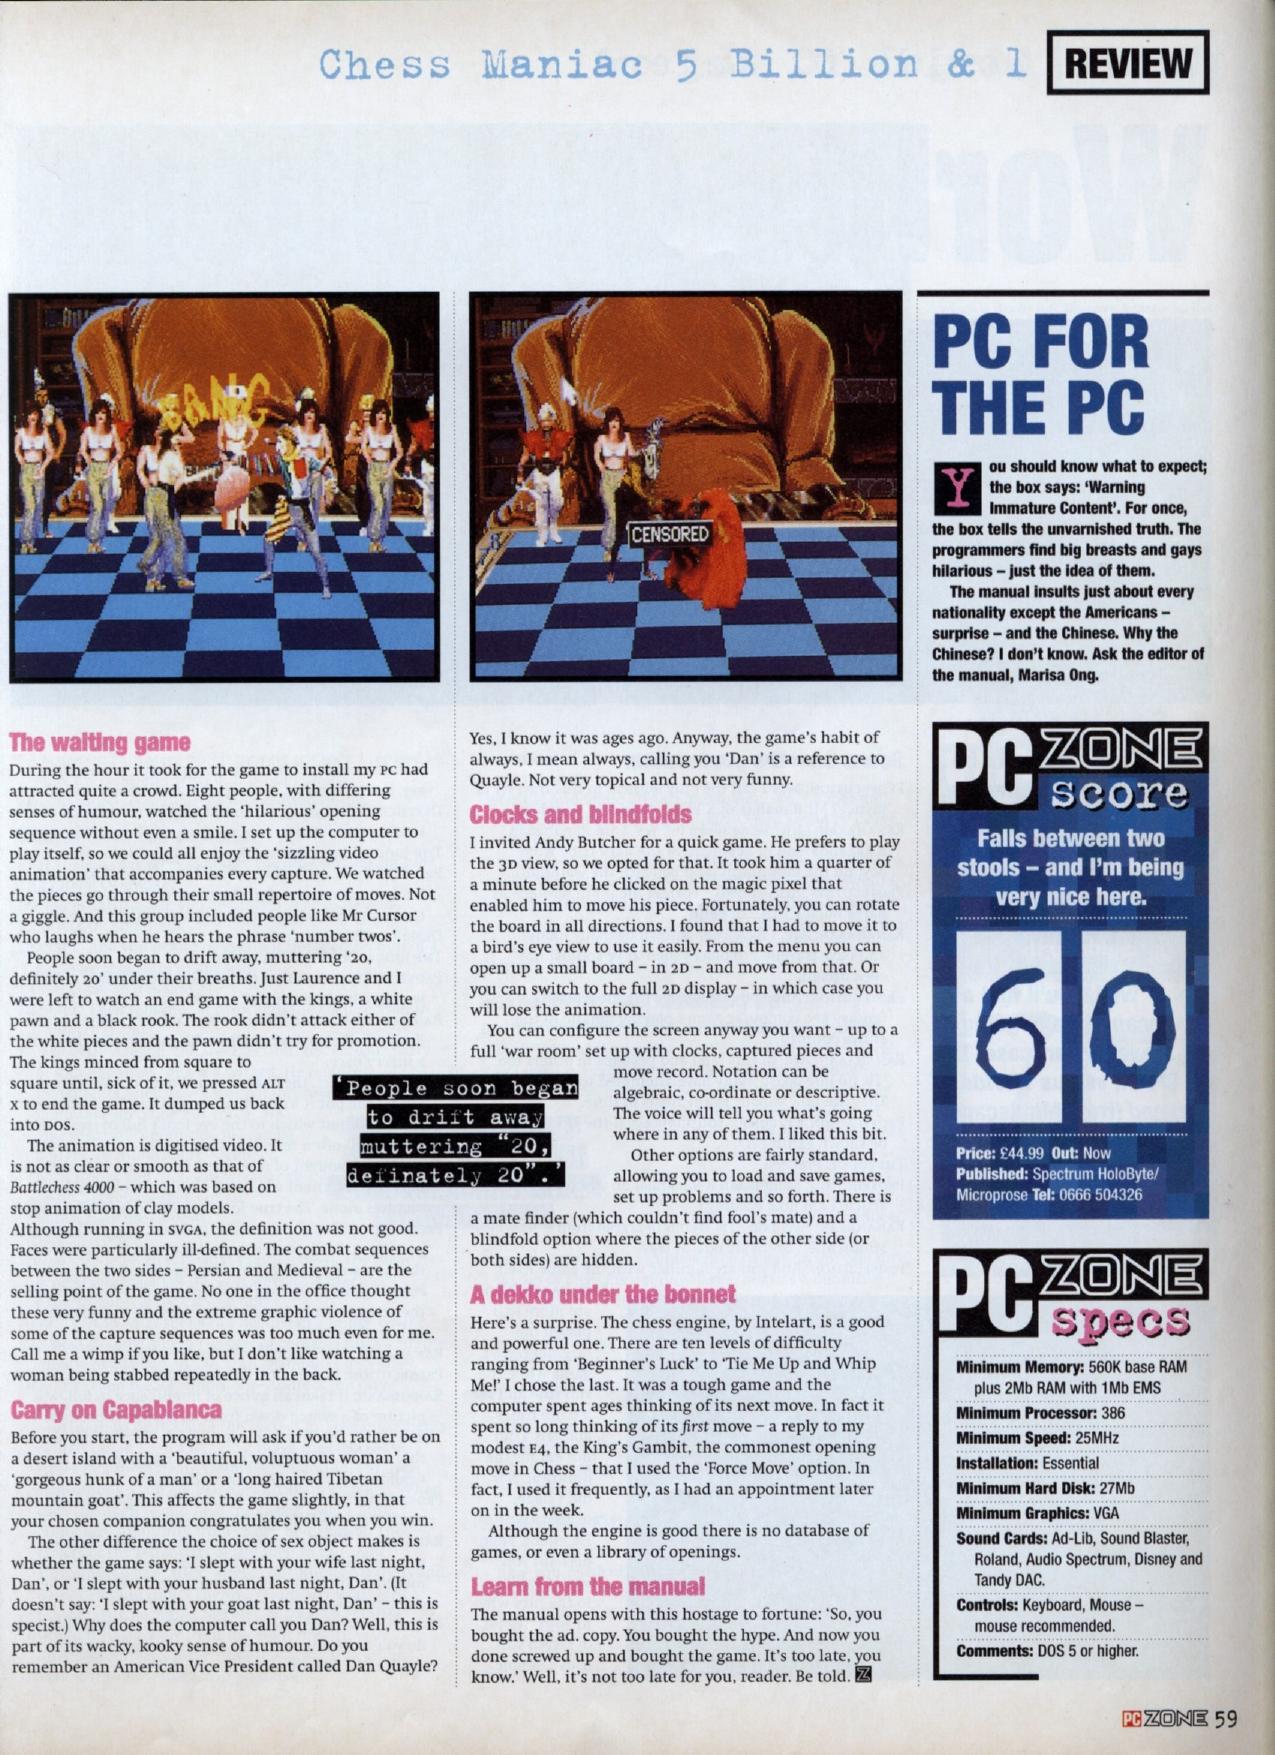 Chess Maniac 5 Billion & 1
REVIEW
BANG
CENSORED
The waiting game
During the hour it took for the game to install my PC had
attracted quite a crowd. Eight people, with differing
senses of humour, watched the 'hilarious' opening
sequence without even a smile. I set up the computer to
play itself, so we could all enjoy the 'sizzling video
animation' that accompanies every capture. We watched
the pieces go through their small repertoire of moves. Not
a giggle. And this group included people like Mr Cursor
who laughs when he hears the phrase 'number twos'.
People soon began to drift away, muttering '20,
definitely 20' under their breaths. Just Laurence and I
were left to watch an end game with the kings, a white
pawn and a black rook. The rook didn't attack either of
the white pieces and the pawn didn't try for promotion.
The kings minced from square to
square until, sick of it, we pressed ALT
X to end the game. It dumped us back
into DOS.
The animation is digitised video. It
is not as clear or smooth as that of
Battlechess 4000 – which was based on
stop animation of clay models.
Although running in SVGA, the definition was not good.
Faces were particularly ill-defined. The combat sequences
between the two sides – Persian and Medieval – are the
selling point of the game. No one in the office thought
these very funny and the extreme graphic violence of
some of the capture sequences was too much even for me.
Call me a wimp if you like, but I don't like watching a
woman being stabbed repeatedly in the back.
Carry on Capablanca
Before you start, the program will ask if you'd rather be on
a desert island with a 'beautiful, voluptuous woman' a
'gorgeous hunk of a man' or a 'long haired Tibetan
mountain goat'. This affects the game slightly, in that
your chosen companion congratulates you when you win.
The other difference the choice of sex object makes is
whether the game says: 'I slept with your wife last night,
Dan', or 'I slept with your husband last night, Dan'. (It
doesn't say: 'I slept with your goat last night, Dan' – this is
specist.) Why does the computer call you Dan? Well, this is
part of its wacky, kooky sense of humour. Do you
remember an American Vice President called Dan Quayle?
'People soon began
to drift away
muttering "20,
definately 20".'
Yes, I know it was ages ago. Anyway, the game's habit of
always, I mean always, calling you 'Dan' is a reference to
Quayle. Not very topical and not very funny.
Clocks and blindfolds
I invited Andy Butcher for a quick game. He prefers to play
the 3D view, so we opted for that. It took him a quarter of
a minute before he clicked on the magic pixel that
enabled him to move his piece. Fortunately, you can rotate
the board in all directions. I found that I had to move it to
a bird's eye view to use it easily. From the menu you can
open up a small board – in 2D – and move from that. Or
you can switch to the full 2D display – in which case you
will lose the animation.
You can configure the screen anyway you want – up to a
full 'war room' set up with clocks, captured pieces and
move record. Notation can be
algebraic, co-ordinate or descriptive.
The voice will tell you what's going
where in any of them. I liked this bit.
Other options are fairly standard,
allowing you to load and save games,
set up problems and so forth. There is
a mate finder (which couldn't find fool's mate) and a
blindfold option where the pieces of the other side (or
both sides) are hidden.
A dekko under the bonnet
Here's a surprise. The chess engine, by Intelart, is a good
and powerful one. There are ten levels of difficulty
ranging from 'Beginner's Luck' to 'Tie Me Up and Whip
Me!' I chose the last. It was a tough game and the
computer spent ages thinking of its next move. In fact it
spent so long thinking of its first move – a reply to my
modest E4, the King's Gambit, the commonest opening
move in Chess – that I used the 'Force Move' option. In
fact, I used it frequently, as I had an appointment later
on in the week.
Although the engine is good there is no database of
games, or even a library of openings.
Learn from the manual
The manual opens with this hostage to fortune: 'So, you
bought the ad. copy. You bought the hype. And now you
done screwed up and bought the game. It's too late, you
know.' Well, it's not too late for you, reader. Be told. Z
PC FOR
THE PC
You should know what to expect;
the box says: 'Warning
Immature Content'. For once,
the box tells the unvarnished truth. The
programmers find big breasts and gays
hilarious – just the idea of them.
The manual insults just about every
nationality except the Americans –
surprise – and the Chinese. Why the
Chinese? I don't know. Ask the editor of
the manual, Marisa Ong.
PC ZONE
score
Falls between two
stools – and I'm being
very nice here.
60
Price: £44.99 Out: Now
Published: Spectrum HoloByte/
Microprose Tel: 0666 504326
PC ZONE
specs
Minimum Memory: 560K base RAM
plus 2Mb RAM with 1Mb EMS
Minimum Processor: 386
Minimum Speed: 25MHz
Installation: Essential
Minimum Hard Disk: 27Mb
Minimum Graphics: VGA
Sound Cards: Ad-Lib, Sound Blaster,
Roland, Audio Spectrum, Disney and
Tandy DAC.
Controls: Keyboard, Mouse –
mouse recommended.
Comments: DOS 5 or higher.
PC ZONE 59